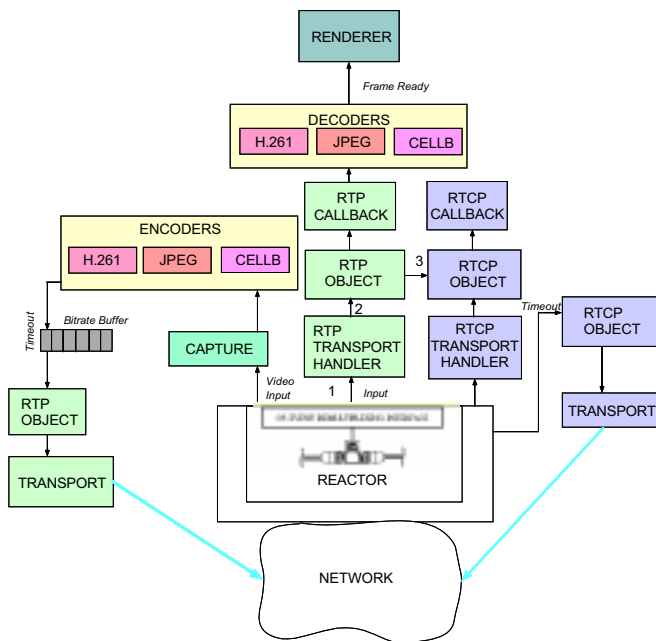 RENDERER
Frame Ready
DECODERS
H.261
JPEG
CELLB
RTP
CALLBACK
RTCP
CALLBACK
ENCODERS
H.261
JPEG
CELLB
RTP
OBJECT
3
RTCP
OBJECT
Timeout
Bitrate Buffer
2
Timeout
RTCP
OBJECT
CAPTURE
RTP
TRANSPORT
HANDLER
RTCP
TRANSPORT
HANDLER
RTP
OBJECT
Video
Input
1
Input
TRANSPORT
TRANSPORT
REACTOR
NETWORK